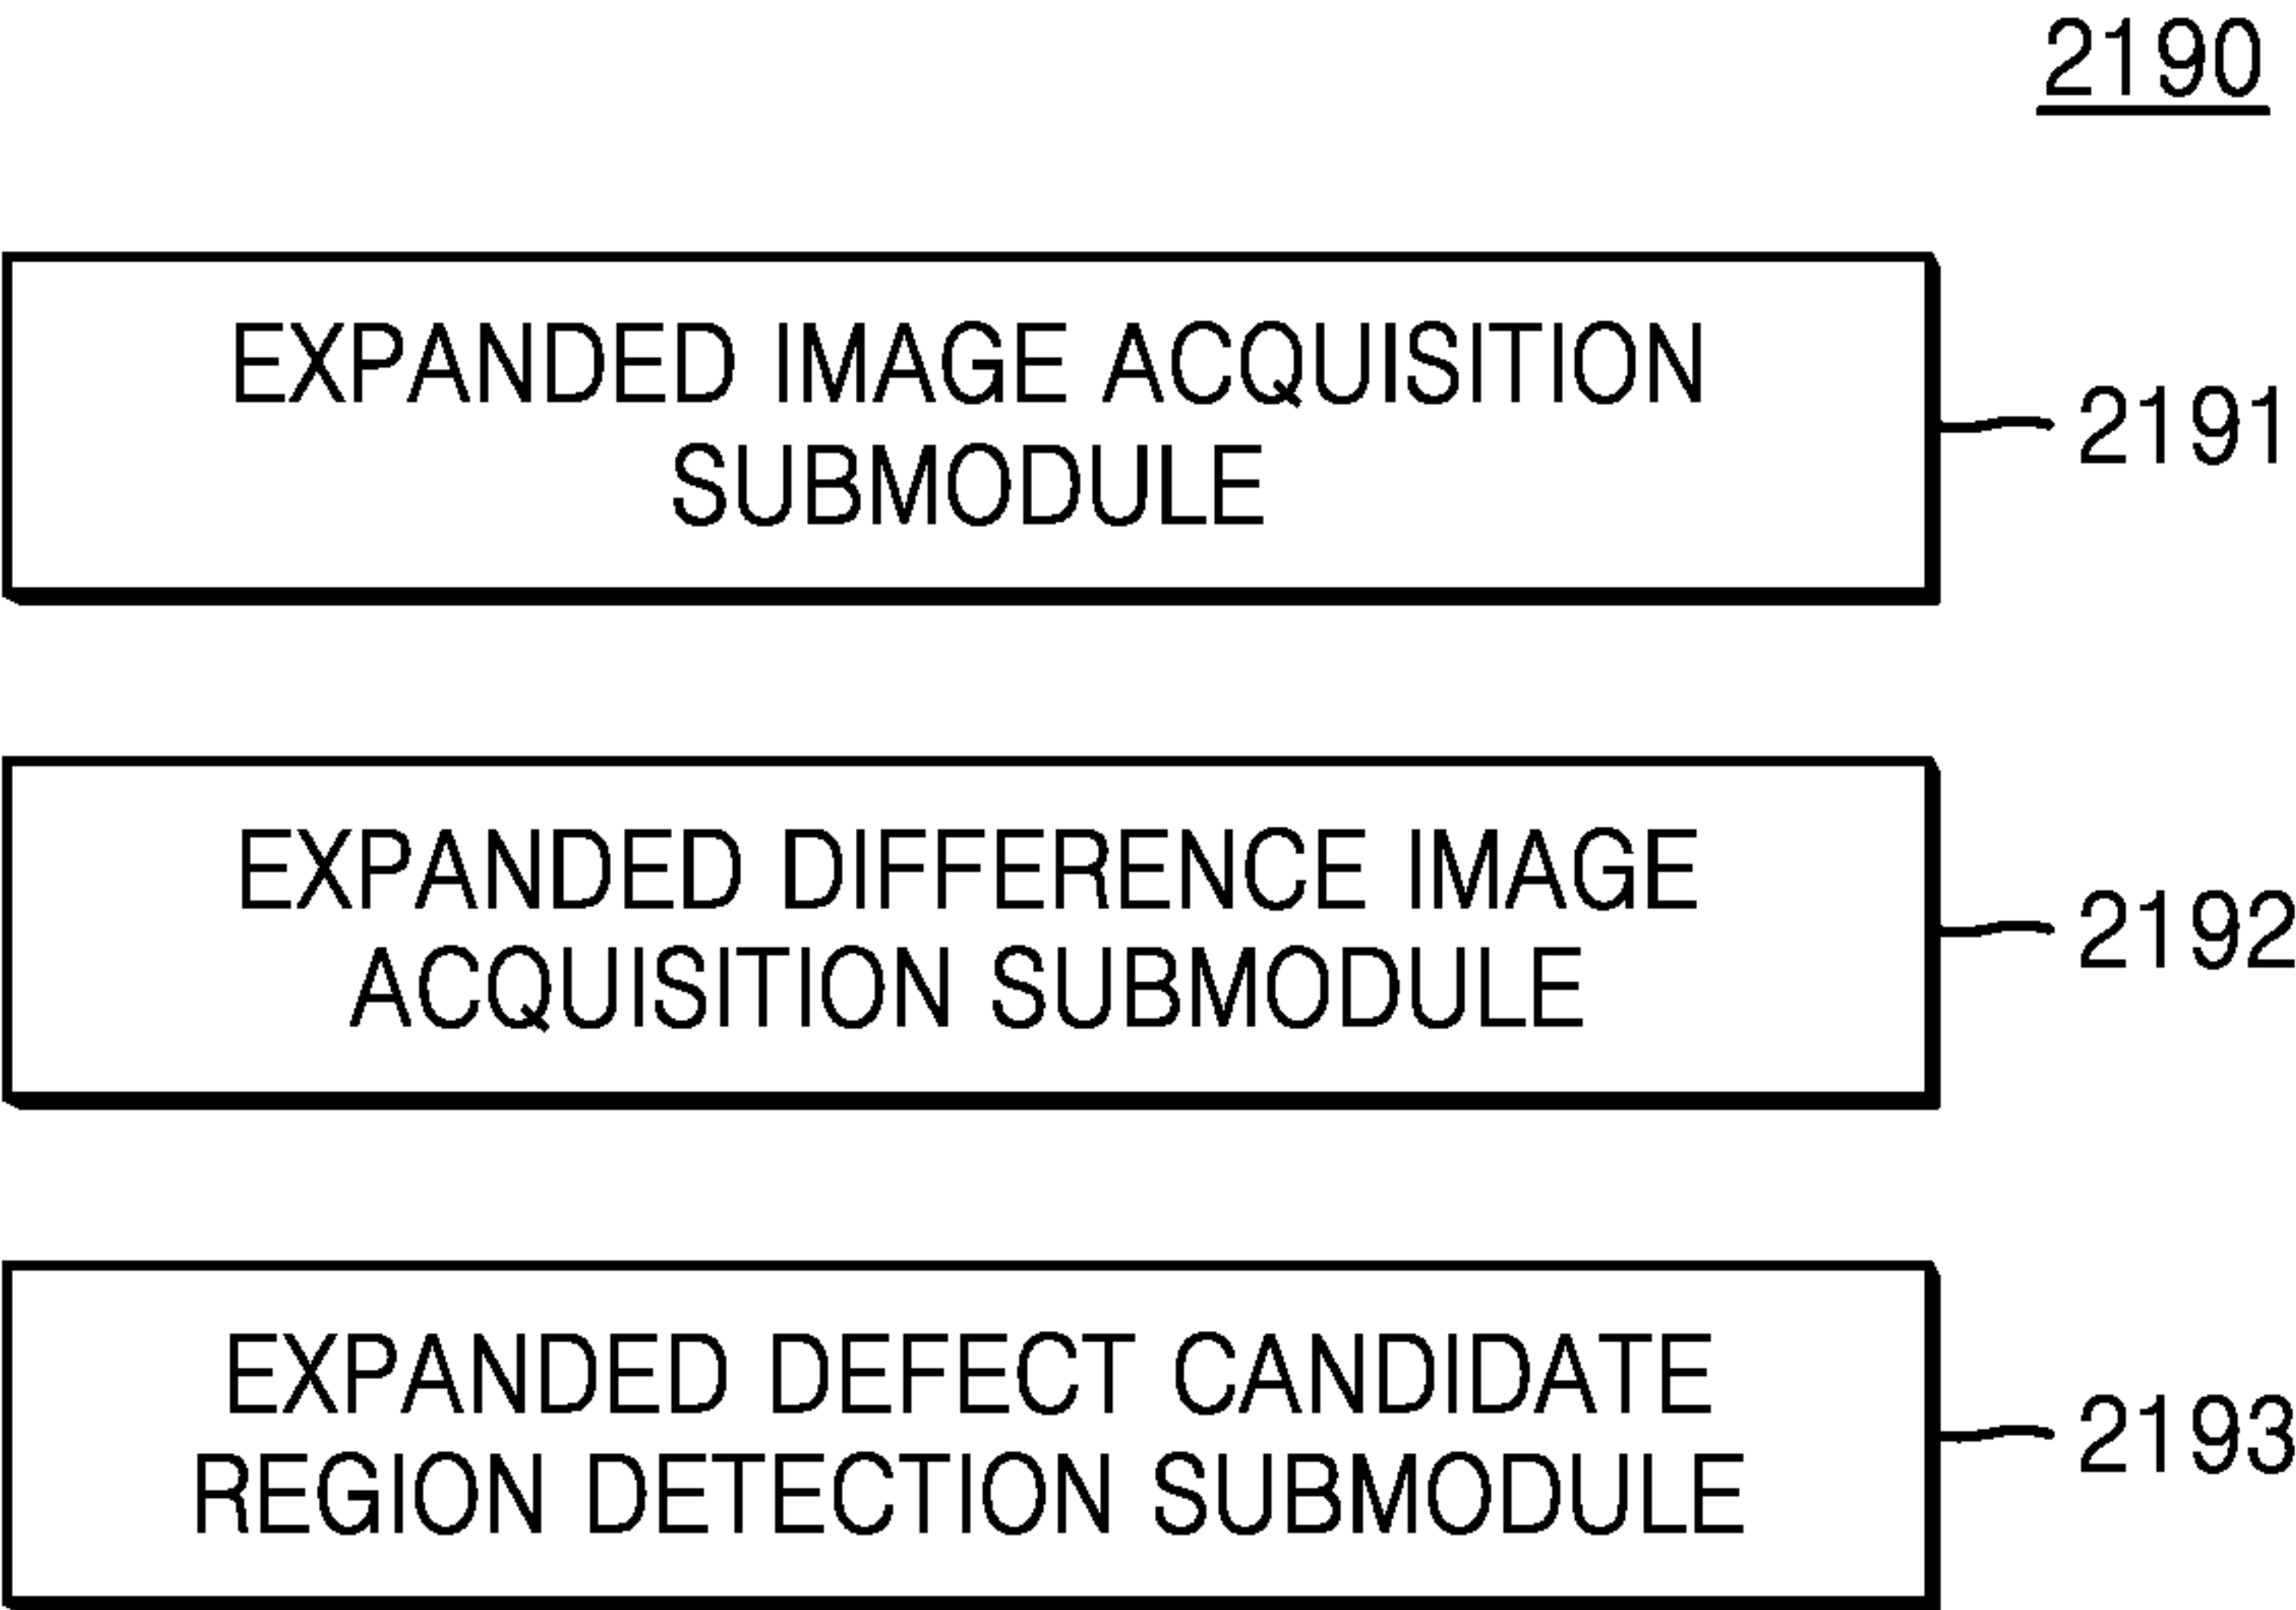 2190
EXPANDED IMAGE ACQUISITION
SUBMODULE
2191
EXPANDED DIFFERENCE IMAGE
ACQUISITION SUBMODULE
2192
EXPANDED DEFECT CANDIDATE
REGION DETECTION SUBMODULE
2193